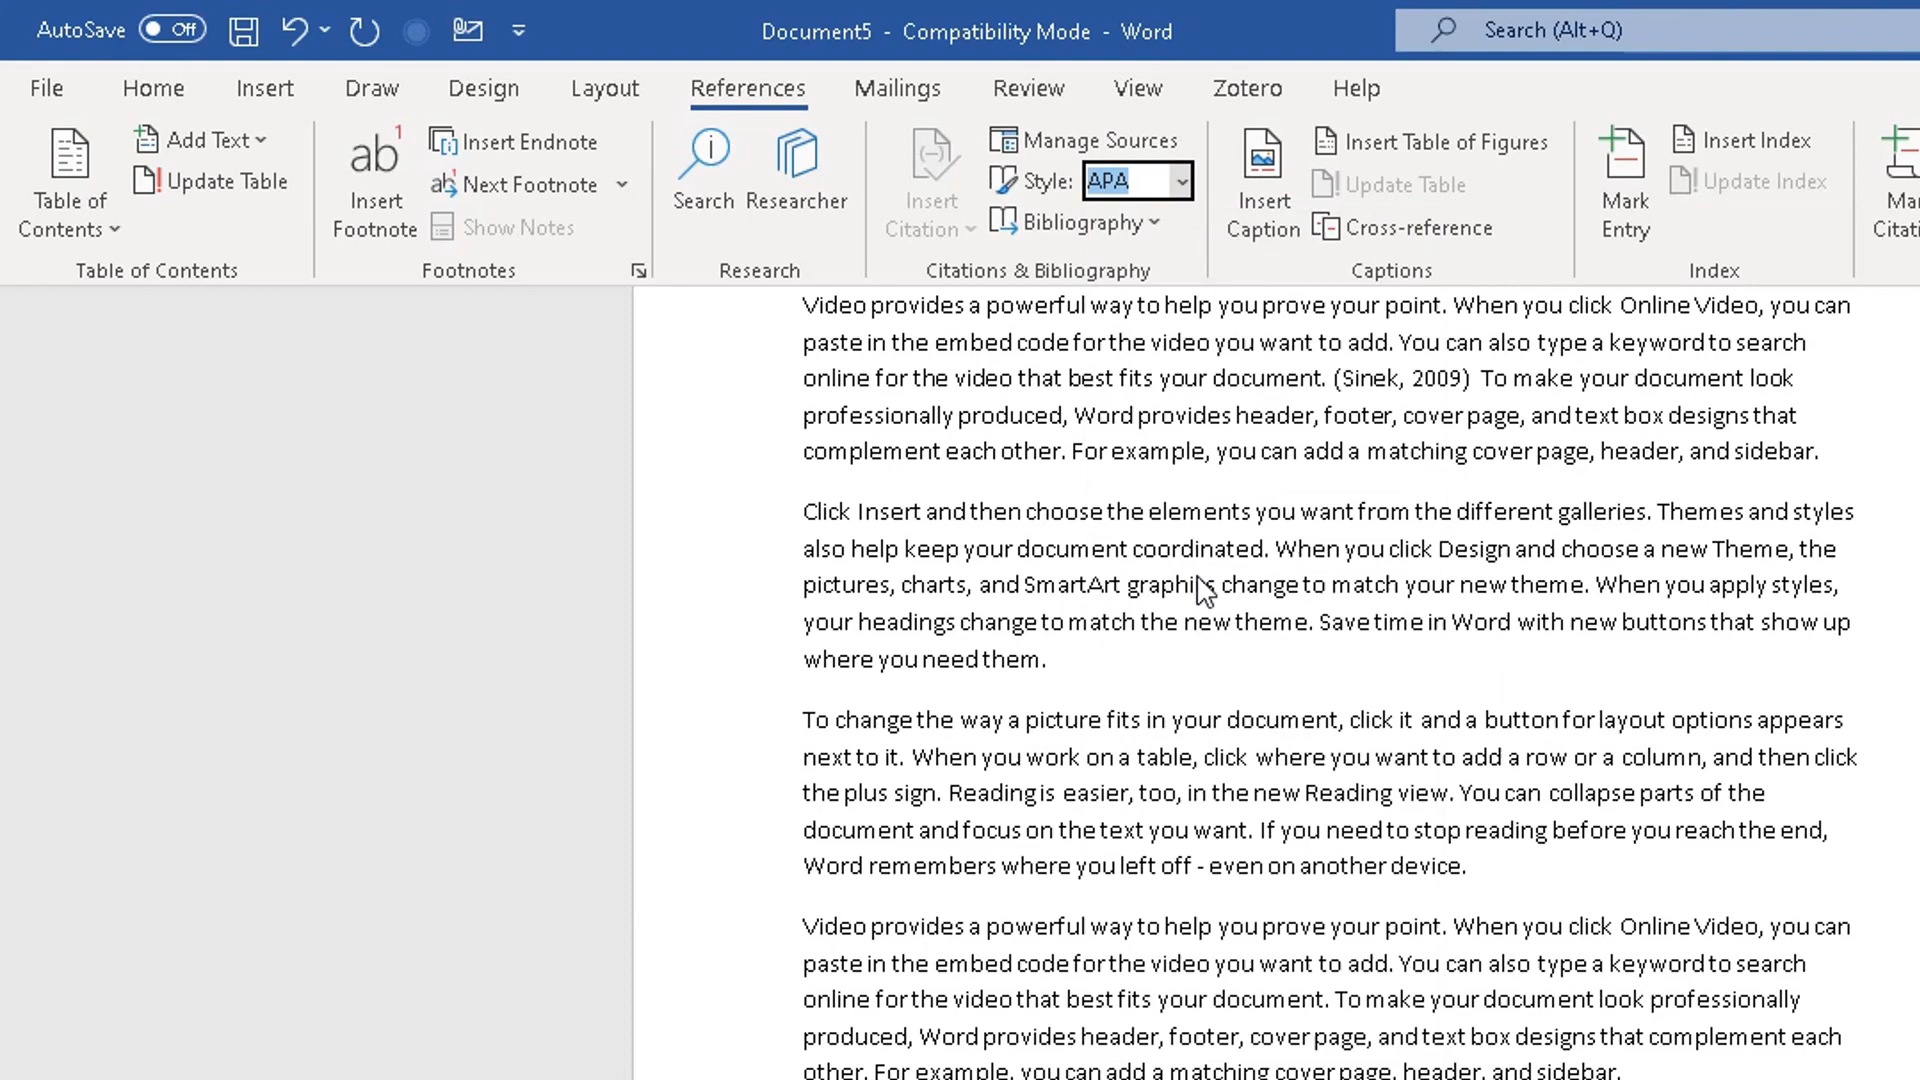 AutoSave Off
Document5 - Compatibility Mode - Word
Search (Alt+Q)
File Home Insert Draw Design Layout References Mailings Review View Zotero Help
Table of Contents
Add Text
Update Table
Table of Contents
ab 1
Insert Footnote
Insert Endnote
Next Footnote
Show Notes
Footnotes
Search
Researcher
Research
Insert Citation
Manage Sources
Style: APA
Bibliography
Citations & Bibliography
Insert Caption
Insert Table of Figures
Update Table
Cross-reference
Captions
Mark Entry
Insert Index
Update Index
Index
Video provides a powerful way to help you prove your point. When you click Online Video, you can
paste in the embed code for the video you want to add. You can also type a keyword to search
online for the video that best fits your document. (Sinek, 2009) To make your document look
professionally produced, Word provides header, footer, cover page, and text box designs that
complement each other. For example, you can add a matching cover page, header, and sidebar.
Click Insert and then choose the elements you want from the different galleries. Themes and styles
also help keep your document coordinated. When you click Design and choose a new Theme, the
pictures, charts, and SmartArt graphics change to match your new theme. When you apply styles,
your headings change to match the new theme. Save time in Word with new buttons that show up
where you need them.
To change the way a picture fits in your document, click it and a button for layout options appears
next to it. When you work on a table, click where you want to add a row or a column, and then click
the plus sign. Reading is easier, too, in the new Reading view. You can collapse parts of the
document and focus on the text you want. If you need to stop reading before you reach the end,
Word remembers where you left off - even on another device.
Video provides a powerful way to help you prove your point. When you click Online Video, you can
paste in the embed code for the video you want to add. You can also type a keyword to search
online for the video that best fits your document. To make your document look professionally
produced, Word provides header, footer, cover page, and text box designs that complement each
other. For example, you can add a matching cover page, header, and sidebar.